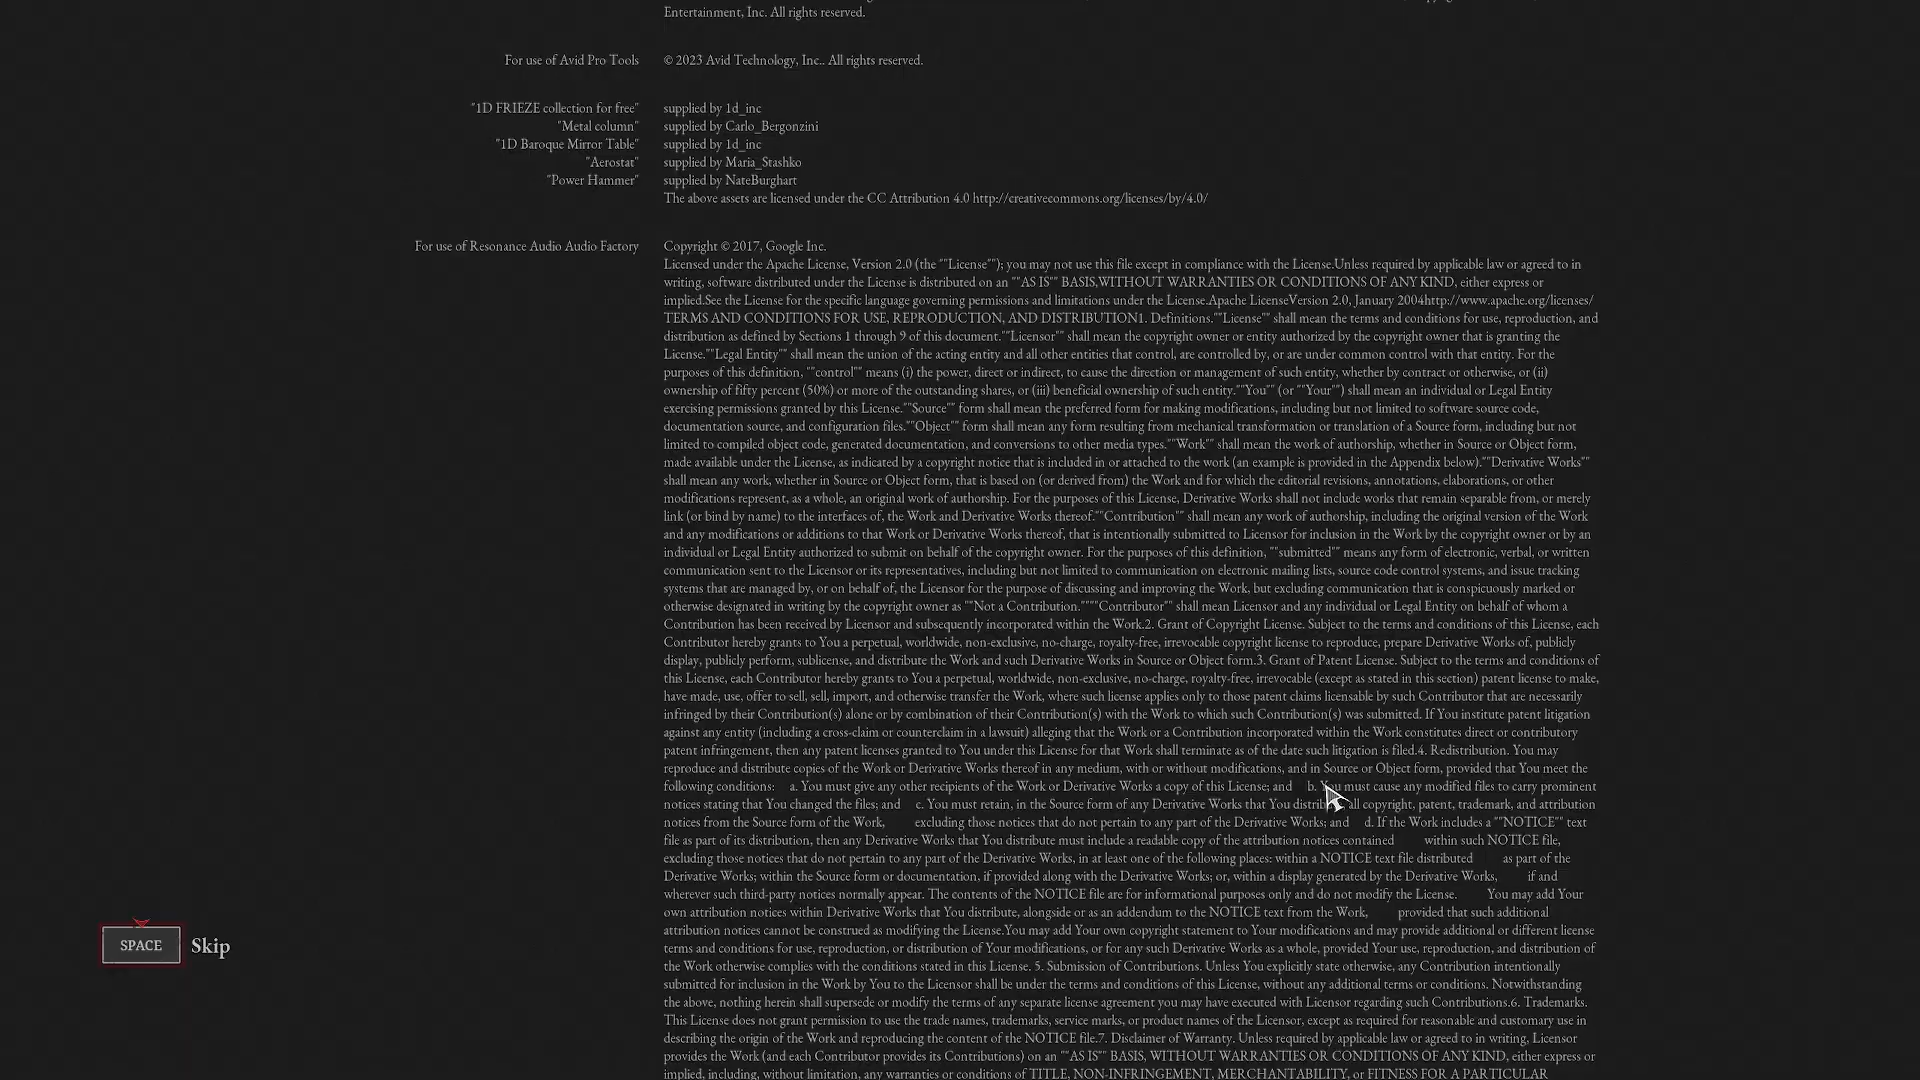 Entertainment, Inc. All rights reserved.
For use of Avid Pro Tools © 2023 Avid Technology, Inc.. All rights reserved.
"1D FRIEZE collection for free" supplied by 1d_inc
"Metal column" supplied by Carlo_Bergonzini
"1D Baroque Mirror Table" supplied by 1d_inc
"Aerostat" supplied by Maria_Stashko
"Power Hammer" supplied by NateBurghart
The above assets are licensed under the CC Attribution 4.0 http://creativecommons.org/licenses/by/4.0/
For use of Resonance Audio Audio Factory Copyright © 2017, Google Inc.
Licensed under the Apache License, Version 2.0 (the ""License""); you may not use this file except in compliance with the License.Unless required by applicable law or agreed to in
writing, software distributed under the License is distributed on an ""AS IS"" BASIS,WITHOUT WARRANTIES OR CONDITIONS OF ANY KIND, either express or
implied.See the License for the specific language governing permissions and limitations under the License.Apache LicenseVersion 2.0, January 2004http://www.apache.org/licenses/
TERMS AND CONDITIONS FOR USE, REPRODUCTION, AND DISTRIBUTION1. Definitions.""License"" shall mean the terms and conditions for use, reproduction, and
distribution as defined by Sections 1 through 9 of this document.""Licensor"" shall mean the copyright owner or entity authorized by the copyright owner that is granting the
License.""Legal Entity"" shall mean the union of the acting entity and all other entities that control, are controlled by, or are under common control with that entity. For the
purposes of this definition, ""control"" means (i) the power, direct or indirect, to cause the direction or management of such entity, whether by contract or otherwise, or (ii)
ownership of fifty percent (50%) or more of the outstanding shares, or (iii) beneficial ownership of such entity.""You"" (or ""Your"") shall mean an individual or Legal Entity
exercising permissions granted by this License.""Source"" form shall mean the preferred form for making modifications, including but not limited to software source code,
documentation source, and configuration files.""Object"" form shall mean any form resulting from mechanical transformation or translation of a Source form, including but not
limited to compiled object code, generated documentation, and conversions to other media types.""Work"" shall mean the work of authorship, whether in Source or Object form,
made available under the License, as indicated by a copyright notice that is included in or attached to the work (an example is provided in the Appendix below).""Derivative Works""
shall mean any work, whether in Source or Object form, that is based on (or derived from) the Work and for which the editorial revisions, annotations, elaborations, or other
modifications represent, as a whole, an original work of authorship. For the purposes of this License, Derivative Works shall not include works that remain separable from, or merely
link (or bind by name) to the interfaces of, the Work and Derivative Works thereof.""Contribution"" shall mean any work of authorship, including the original version of the Work
and any modifications or additions to that Work or Derivative Works thereof, that is intentionally submitted to Licensor for inclusion in the Work by the copyright owner or by an
individual or Legal Entity authorized to submit on behalf of the copyright owner. For the purposes of this definition, ""submitted"" means any form of electronic, verbal, or written
communication sent to the Licensor or its representatives, including but not limited to communication on electronic mailing lists, source code control systems, and issue tracking
systems that are managed by, or on behalf of, the Licensor for the purpose of discussing and improving the Work, but excluding communication that is conspicuously marked or
otherwise designated in writing by the copyright owner as ""Not a Contribution.""""Contributor"" shall mean Licensor and any individual or Legal Entity on behalf of whom a
Contribution has been received by Licensor and subsequently incorporated within the Work.2. Grant of Copyright License. Subject to the terms and conditions of this License, each
Contributor hereby grants to You a perpetual, worldwide, non-exclusive, no-charge, royalty-free, irrevocable copyright license to reproduce, prepare Derivative Works of, publicly
display, publicly perform, sublicense, and distribute the Work and such Derivative Works in Source or Object form.3. Grant of Patent License. Subject to the terms and conditions of
this License, each Contributor hereby grants to You a perpetual, worldwide, non-exclusive, no-charge, royalty-free, irrevocable (except as stated in this section) patent license to make,
have made, use, offer to sell, sell, import, and otherwise transfer the Work, where such license applies only to those patent claims licensable by such Contributor that are necessarily
infringed by their Contribution(s) alone or by combination of their Contribution(s) with the Work to which such Contribution(s) was submitted. If You institute patent litigation
against any entity (including a cross-claim or counterclaim in a lawsuit) alleging that the Work or a Contribution incorporated within the Work constitutes direct or contributory
patent infringement, then any patent licenses granted to You under this License for that Work shall terminate as of the date such litigation is filed.4. Redistribution. You may
reproduce and distribute copies of the Work or Derivative Works thereof in any medium, with or without modifications, and in Source or Object form, provided that You meet the
following conditions: a. You must give any other recipients of the Work or Derivative Works a copy of this License; and b. You must cause any modified files to carry prominent
notices stating that You changed the files; and c. You must retain, in the Source form of any Derivative Works that You distribute, all copyright, patent, trademark, and attribution
notices from the Source form of the Work, excluding those notices that do not pertain to any part of the Derivative Works; and d. If the Work includes a ""NOTICE"" text
file as part of its distribution, then any Derivative Works that You distribute must include a readable copy of the attribution notices contained within such NOTICE file,
excluding those notices that do not pertain to any part of the Derivative Works, in at least one of the following places: within a NOTICE text file distributed as part of the
Derivative Works; within the Source form or documentation, if provided along with the Derivative Works; or, within a display generated by the Derivative Works, if and
wherever such third-party notices normally appear. The contents of the NOTICE file are for informational purposes only and do not modify the License. You may add Your
own attribution notices within Derivative Works that You distribute, alongside or as an addendum to the NOTICE text from the Work, provided that such additional
attribution notices cannot be construed as modifying the License.You may add Your own copyright statement to Your modifications and may provide additional or different license
terms and conditions for use, reproduction, or distribution of Your modifications, or for any such Derivative Works as a whole, provided Your use, reproduction, and distribution of
the Work otherwise complies with the conditions stated in this License. 5. Submission of Contributions. Unless You explicitly state otherwise, any Contribution intentionally
submitted for inclusion in the Work by You to the Licensor shall be under the terms and conditions of this License, without any additional terms or conditions. Notwithstanding
the above, nothing herein shall supersede or modify the terms of any separate license agreement you may have executed with Licensor regarding such Contributions.6. Trademarks.
This License does not grant permission to use the trade names, trademarks, service marks, or product names of the Licensor, except as required for reasonable and customary use in
describing the origin of the Work and reproducing the content of the NOTICE file.7. Disclaimer of Warranty. Unless required by applicable law or agreed to in writing, Licensor
provides the Work (and each Contributor provides its Contributions) on an ""AS IS"" BASIS, WITHOUT WARRANTIES OR CONDITIONS OF ANY KIND, either express or
implied, including, without limitation, any warranties or conditions of TITLE, NON-INFRINGEMENT, MERCHANTABILITY, or FITNESS FOR A PARTICULAR
SPACE Skip